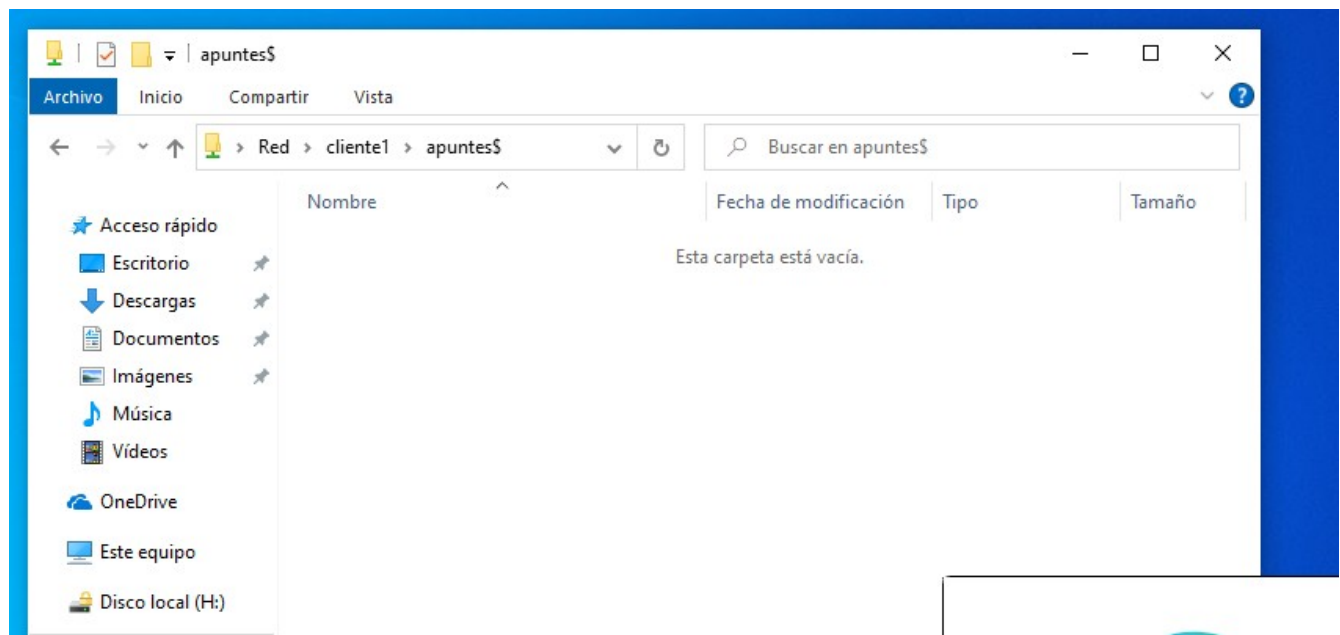 apuntes$
Archivo Inicio Compartir Vista
Red > cliente1 > apuntes$ Buscar en apuntes$
Nombre Fecha de modificación Tipo Tamaño
Esta carpeta está vacía.
Acceso rápido
Escritorio
Descargas
Documentos
Imágenes
Música
Vídeos
OneDrive
Este equipo
Disco local (H:)